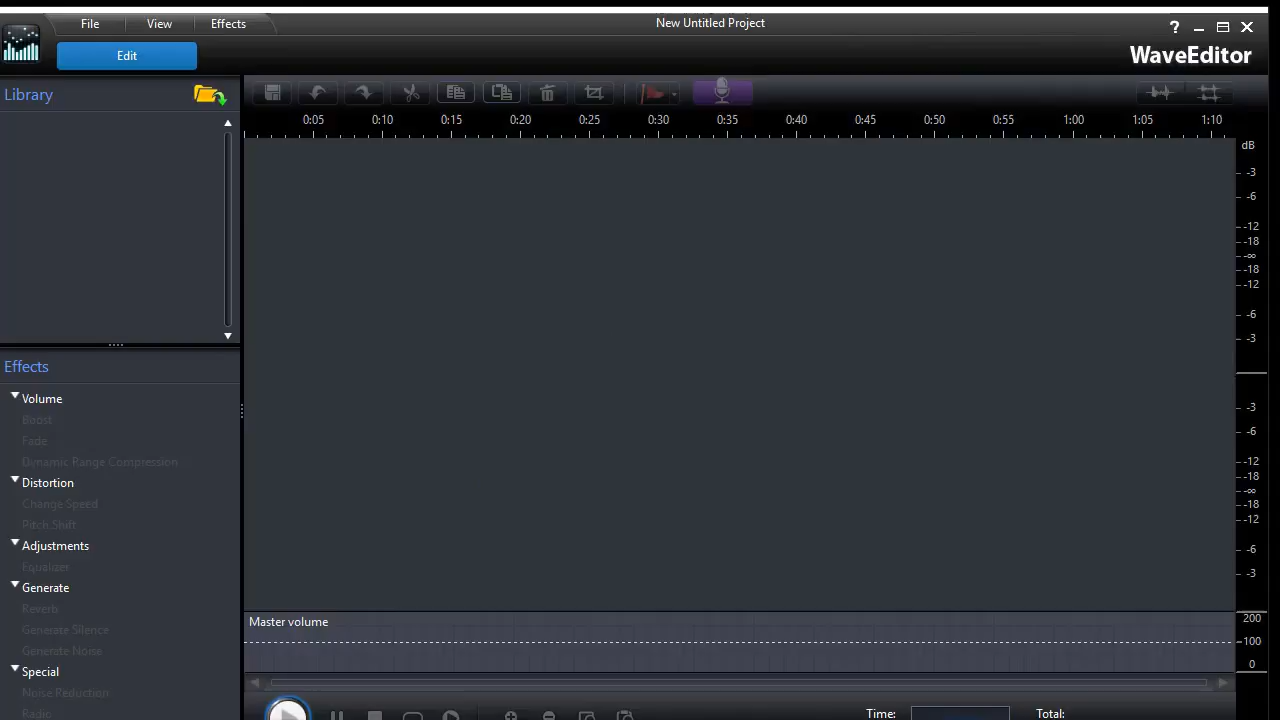 File View Effects
New Untitled Project
?
Edit
WaveEditor
Library
0:05 0:10 0:15 0:20 0:25 0:30 0:35 0:40 0:45 0:50 0:55 1:00 1:05 1:10
dB
-3
-6
-12
-18
-∞
-18
-12
-6
-3
Effects
Volume
Boost
Fade
Dynamic Range Compression
Distortion
Change Speed
Pitch Shift
Adjustments
Equalizer
Generate
Reverb
Generate Silence
Generate Noise
Special
Noise Reduction
Radio
-3
-6
-12
-18
-∞
-18
-12
-6
-3
Master volume
200
100
0
Time:
Total: